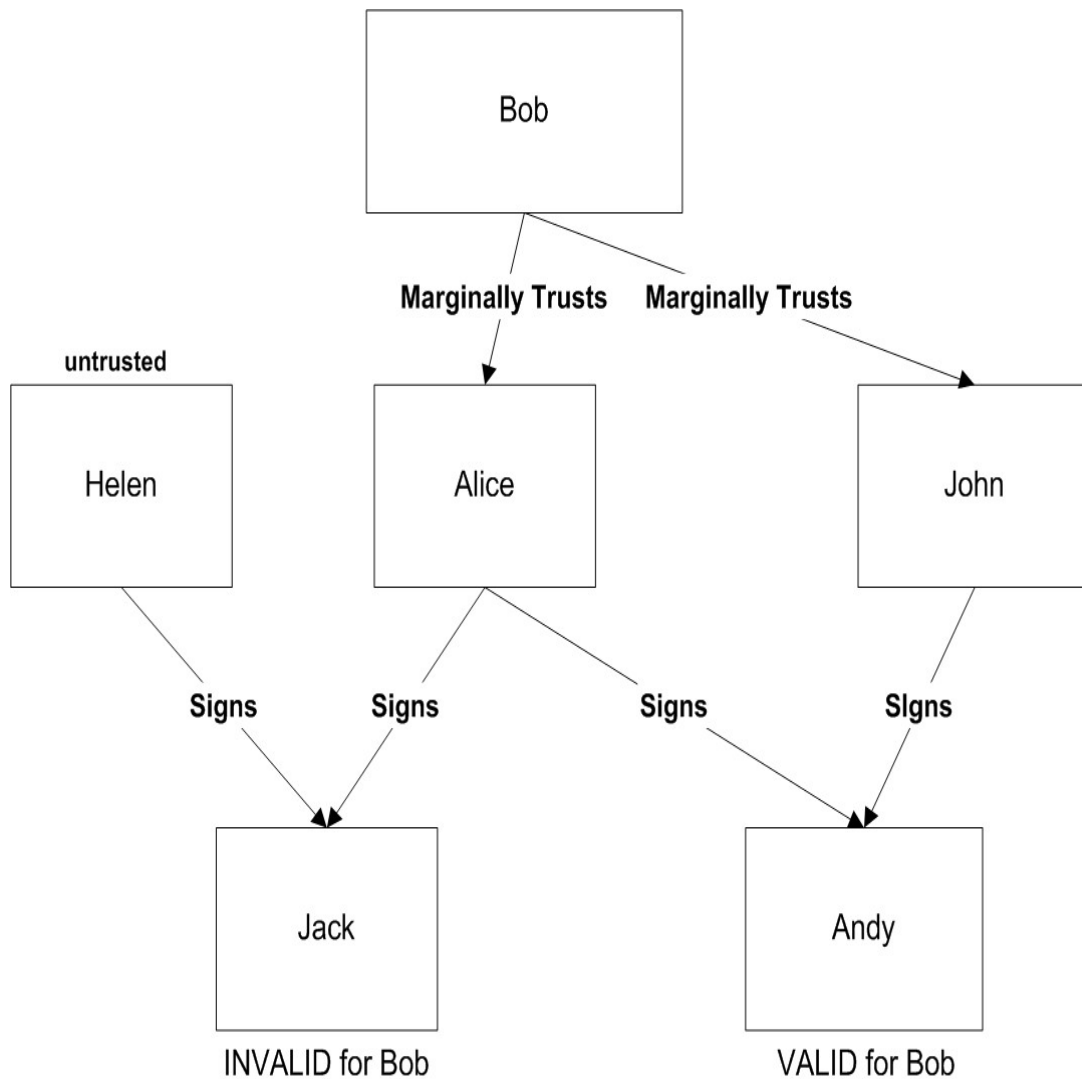 Bob
Marginally Trusts Marginally Trusts
untrusted
Helen Alice John
Signs Signs Signs SIgns
Jack Andy
INVALID for Bob VALID for Bob